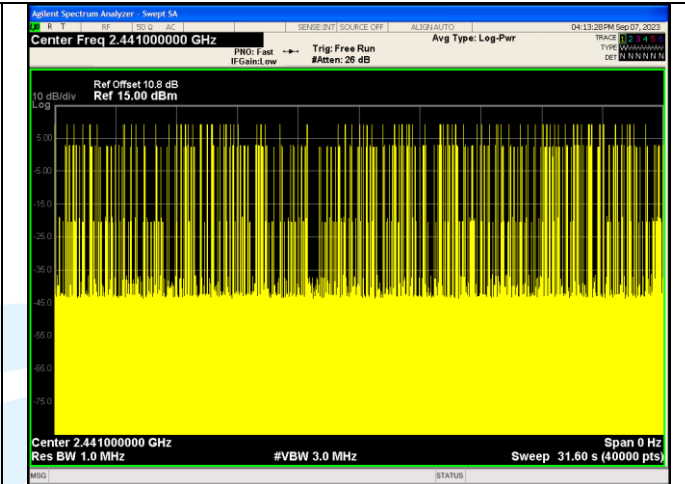 Agilent Spectrum Analyzer - Swept SA
R T RF 50 Ω AC SENSE:INT SOURCE OFF ALIGN AUTO 04:13:28PM Sep 07, 2023
Center Freq 2.441000000 GHz Avg Type: Log-Pwr TRACE 1 2 3 4 5 6
PNO: Fast Trig: Free Run TYPE W
IFGain:Low #Atten: 26 dB DET N N N N N N
Ref Offset 10.8 dB
10 dB/div Ref 15.00 dBm
Log
5.00
-5.00
-15.0
-25.0
-35.0
-45.0
-55.0
-65.0
-75.0
Center 2.441000000 GHz Span 0 Hz
Res BW 1.0 MHz #VBW 3.0 MHz Sweep 31.60 s (40000 pts)
MSG STATUS